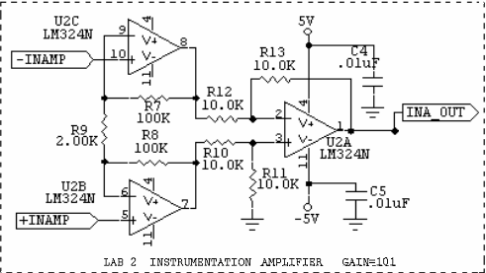 U2C
LM324N
9
4
V+
V-
8
10
11
-INAMP
R7
100K
R9
2.00K
R8
100K
U2B
LM324N
6
4
V+
V-
7
5
11
+INAMP
R12
10.0K
R10
10.0K
R13
10.0K
R11
10.0K
5V
C4
.01uF
2
4
V+
V-
1
3
U2A
LM324N
11
-5V
C5
.01uF
INA_OUT
LAB 2 INSTRUMENTATION AMPLIFIER GAIN=101